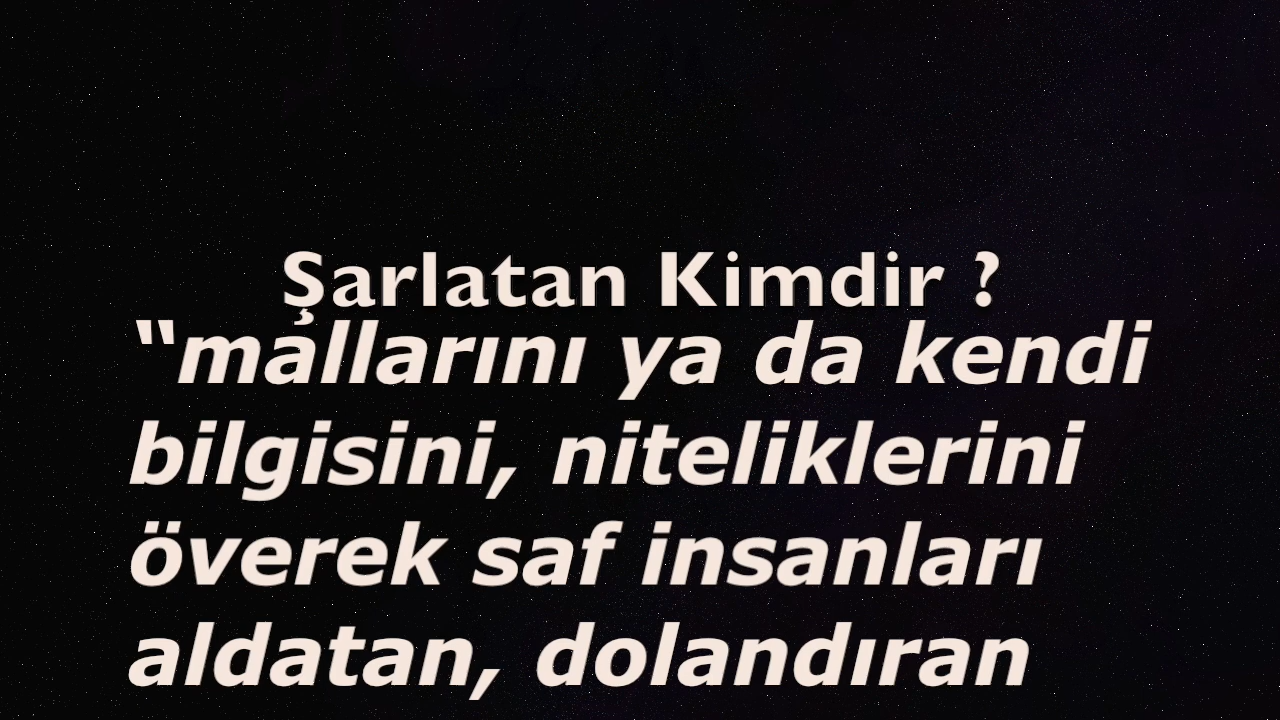 Şarlatan Kimdir ?
“mallarını ya da kendi
bilgisini, niteliklerini
överek saf insanları
aldatan, dolandıran